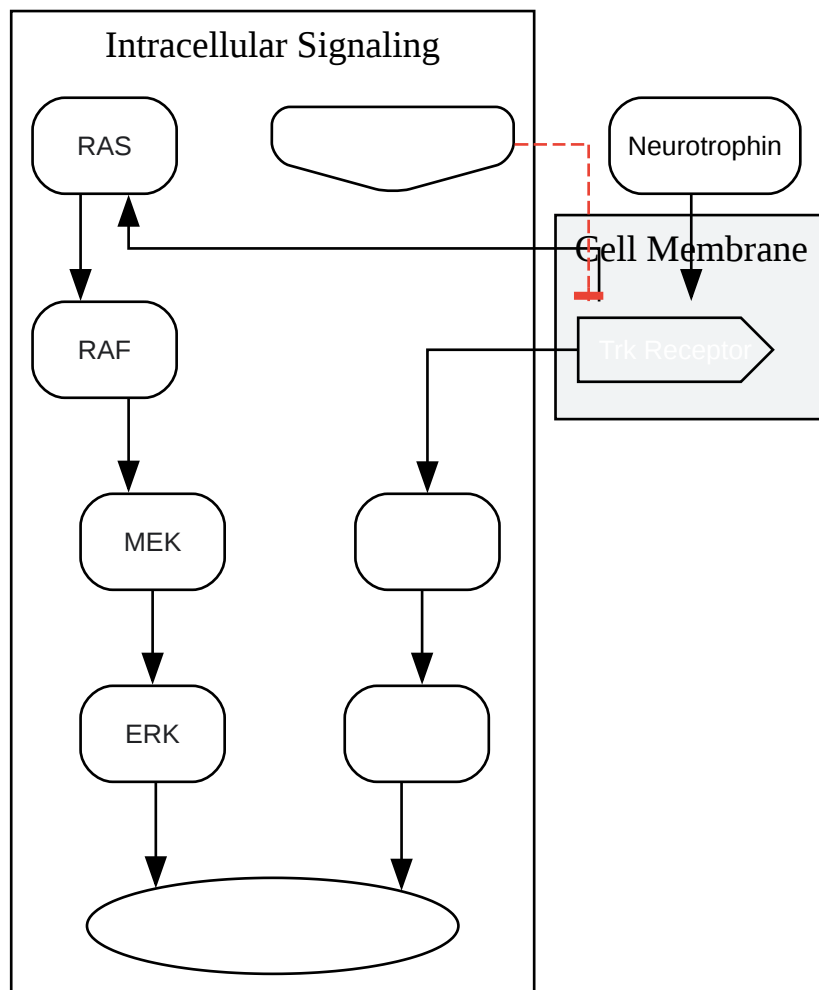 Intracellular Signaling
RAS
Neurotrophin
Cell Membrane
RAF
Trk Receptor
MEK
ERK